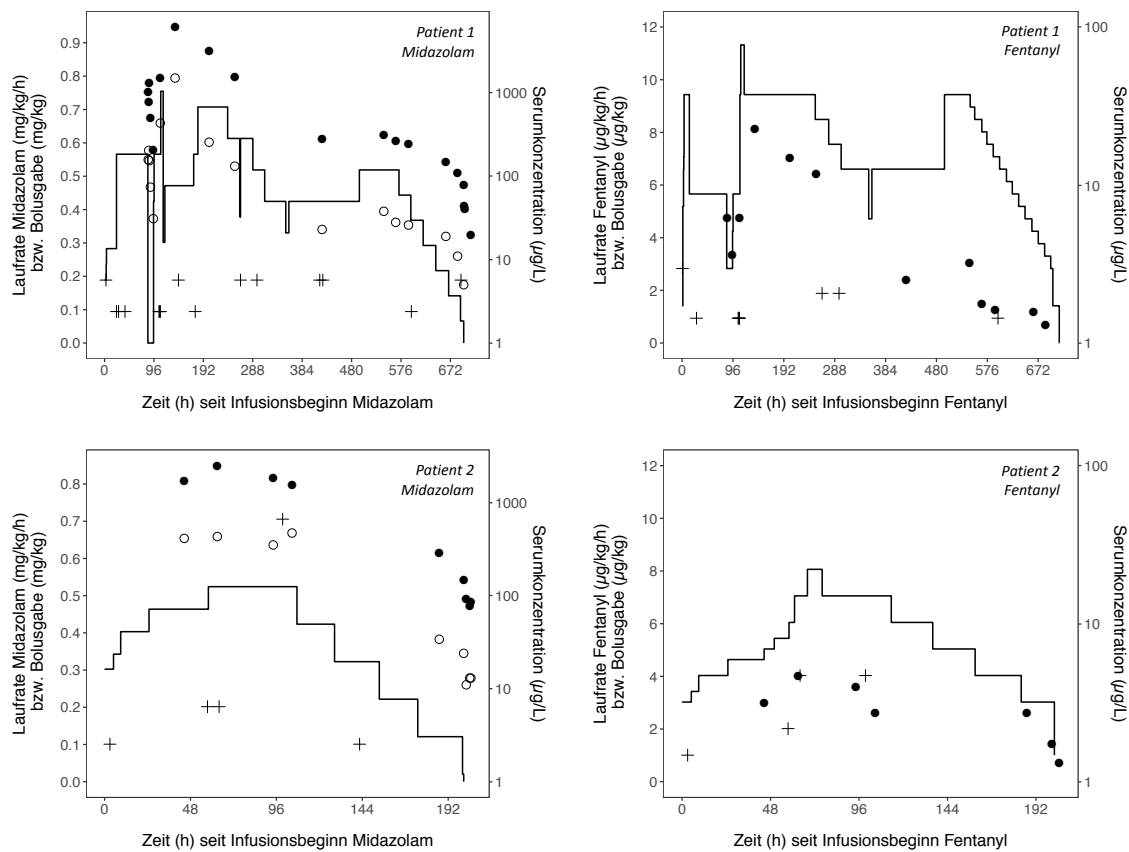 Patient 1
Midazolam
Laufrate Midazolam (mg/kg/h)
bzw. Bolusgabe (mg/kg)
0.9
0.8
0.7
0.6
0.5
0.4
0.3
0.2
0.1
0.0
1000
100
10
1
Serumkonzentration (µg/L)
0 96 192 288 384 480 576 672
Zeit (h) seit Infusionsbeginn Midazolam
Patient 1
Fentanyl
Laufrate Fentanyl (µg/kg/h)
bzw. Bolusgabe (µg/kg)
12
10
8
6
4
2
0
100
10
1
Serumkonzentration (µg/L)
0 96 192 288 384 480 576 672
Zeit (h) seit Infusionsbeginn Fentanyl
Patient 2
Midazolam
Laufrate Midazolam (mg/kg/h)
bzw. Bolusgabe (mg/kg)
0.8
0.7
0.6
0.5
0.4
0.3
0.2
0.1
0.0
1000
100
10
1
Serumkonzentration (µg/L)
0 48 96 144 192
Zeit (h) seit Infusionsbeginn Midazolam
Patient 2
Fentanyl
Laufrate Fentanyl (µg/kg/h)
bzw. Bolusgabe (µg/kg)
12
10
8
6
4
2
0
100
10
1
Serumkonzentration (µg/L)
0 48 96 144 192
Zeit (h) seit Infusionsbeginn Fentanyl